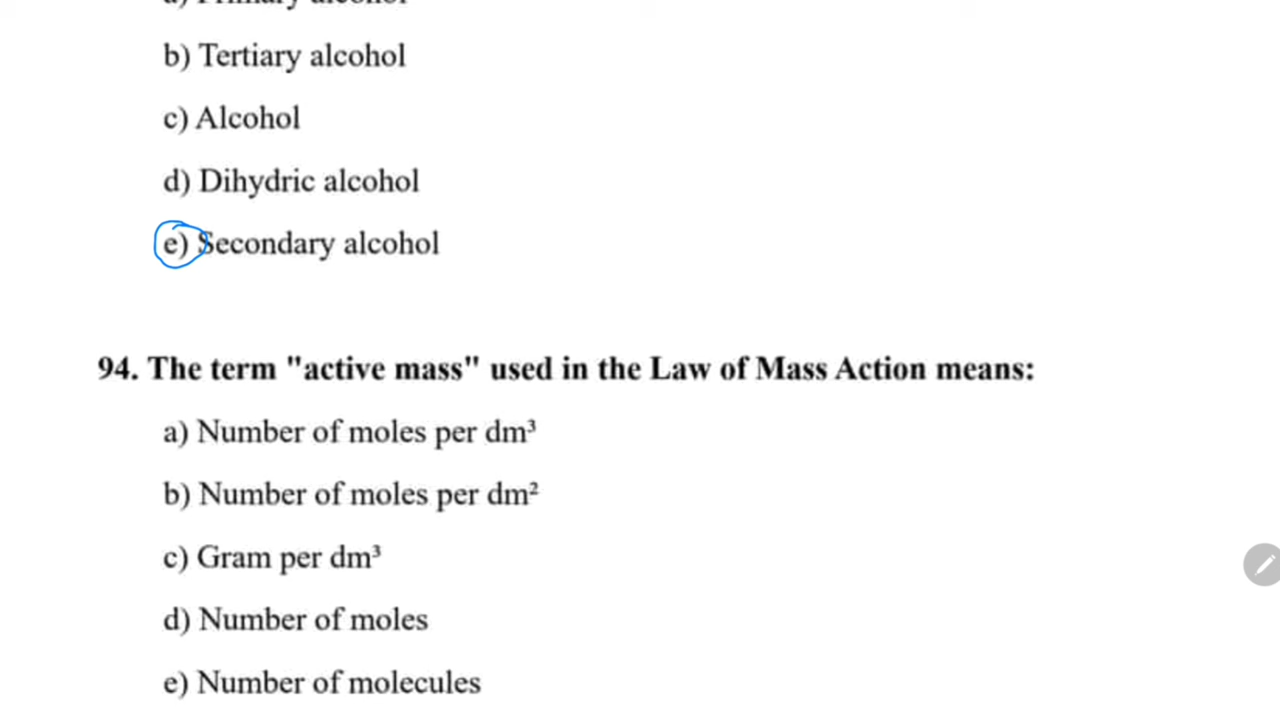 b) Tertiary alcohol
c) Alcohol
d) Dihydric alcohol
e) Secondary alcohol
94. The term "active mass" used in the Law of Mass Action means:
a) Number of moles per dm³
b) Number of moles per dm²
c) Gram per dm³
d) Number of moles
e) Number of molecules